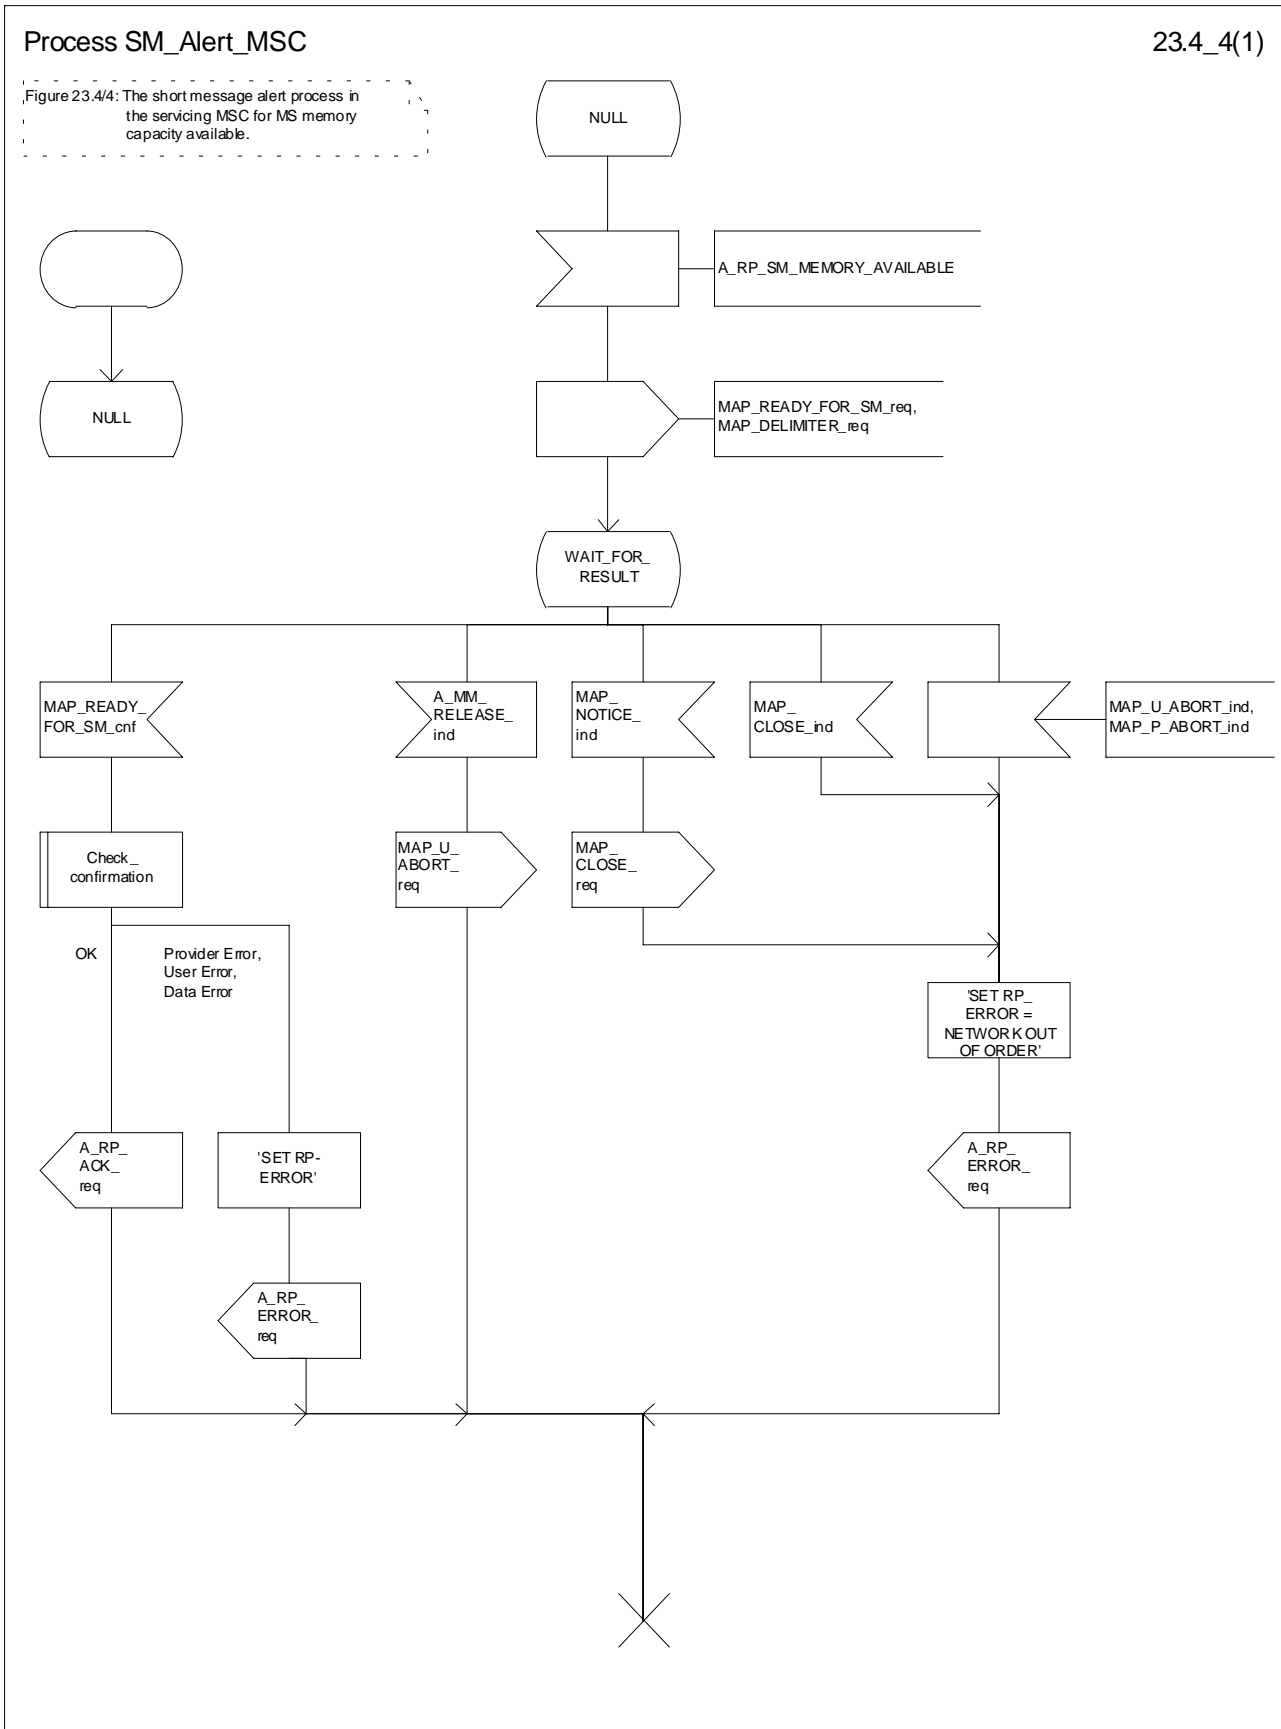 Process SM_Alert_MSC
23.4_4(1)
Figure 23.4/4: The short message alert process in
the servicing MSC for MS memory
capacity available.
NULL
A_RP_SM_MEMORY_AVAILABLE
NULL
MAP_READY_FOR_SM_req,
MAP_DELIMITER_req
WAIT_FOR_
RESULT
MAP_READY_
FOR_SM_cnf
A_MM_
RELEASE_
ind
MAP_
NOTICE_
ind
MAP_
CLOSE_ind
MAP_U_ABORT_ind,
MAP_P_ABORT_ind
Check_
confirmation
MAP_U_
ABORT_
req
MAP_
CLOSE_
req
OK
Provider Error,
User Error,
Data Error
'SET RP_
ERROR =
NETWORK OUT
OF ORDER'
A_RP_
ACK_
req
'SET RP-
ERROR'
A_RP_
ERROR_
req
A_RP_
ERROR_
req